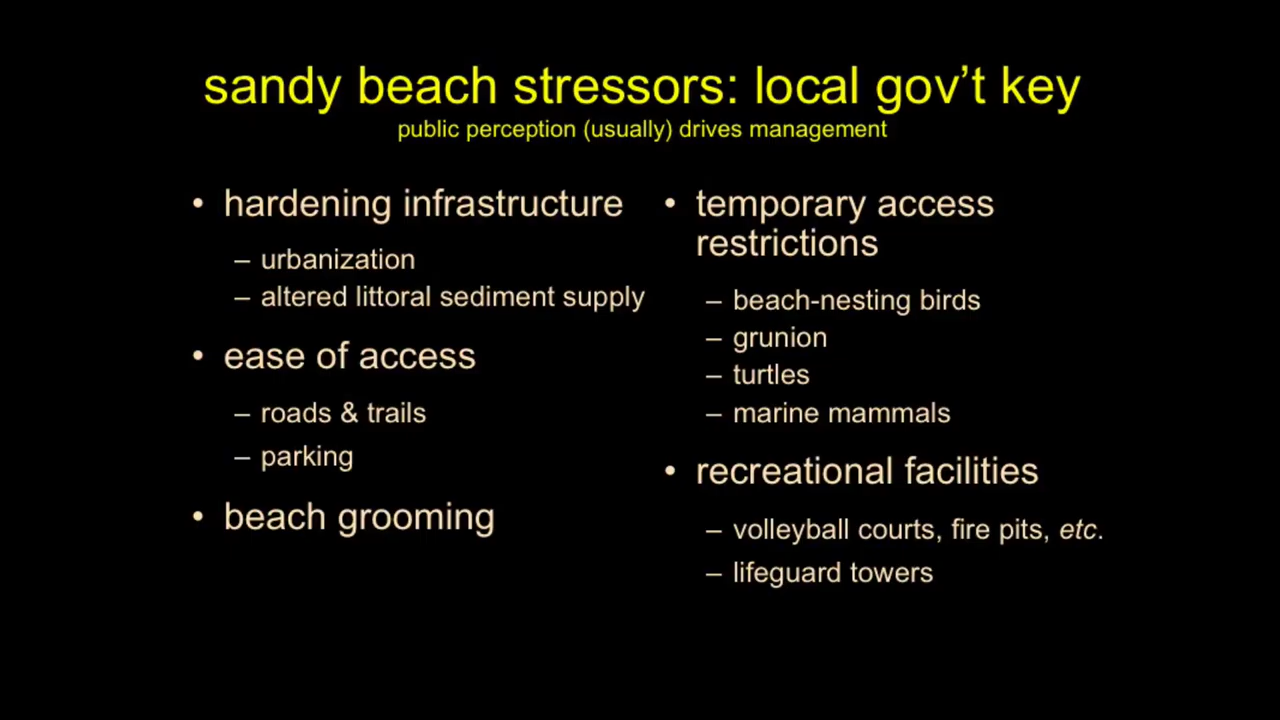 sandy beach stressors: local gov’t key
public perception (usually) drives management
• hardening infrastructure
– urbanization
– altered littoral sediment supply
• ease of access
– roads & trails
– parking
• beach grooming
• temporary access
restrictions
– beach-nesting birds
– grunion
– turtles
– marine mammals
• recreational facilities
– volleyball courts, fire pits, etc.
– lifeguard towers